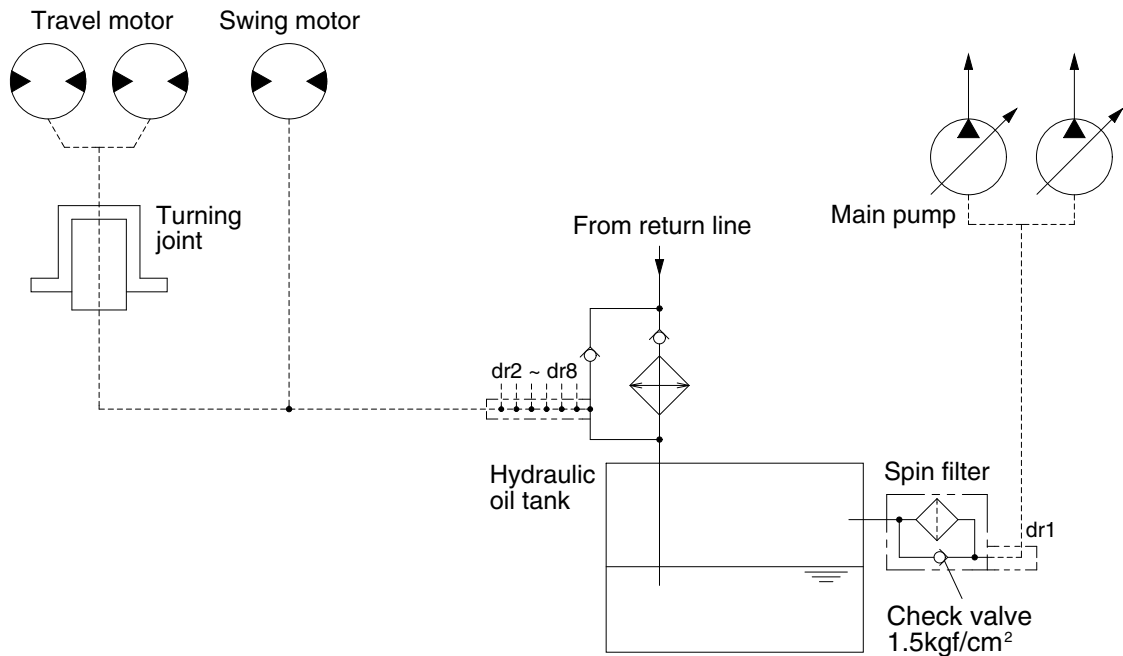 Travel motor
Swing motor
Turning
joint
Main pump
From return line
dr2 ~ dr8
Hydraulic
oil tank
Spin filter
dr1
Check valve
1.5kgf/cm²